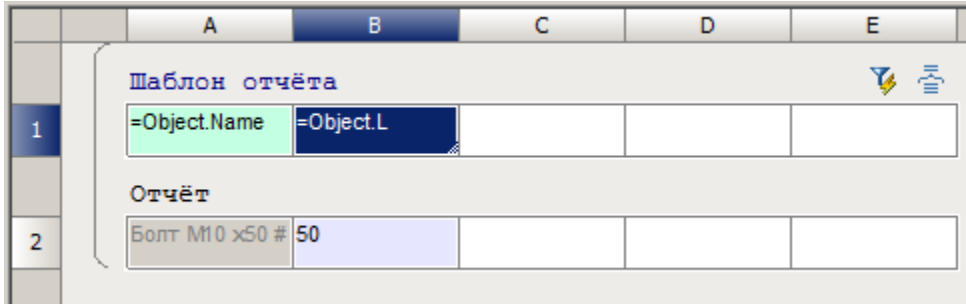 A B C D E
Шаблон отчёта
1 =Object.Name =Object.L
Отчёт
2 Болт М10 х50 # 50